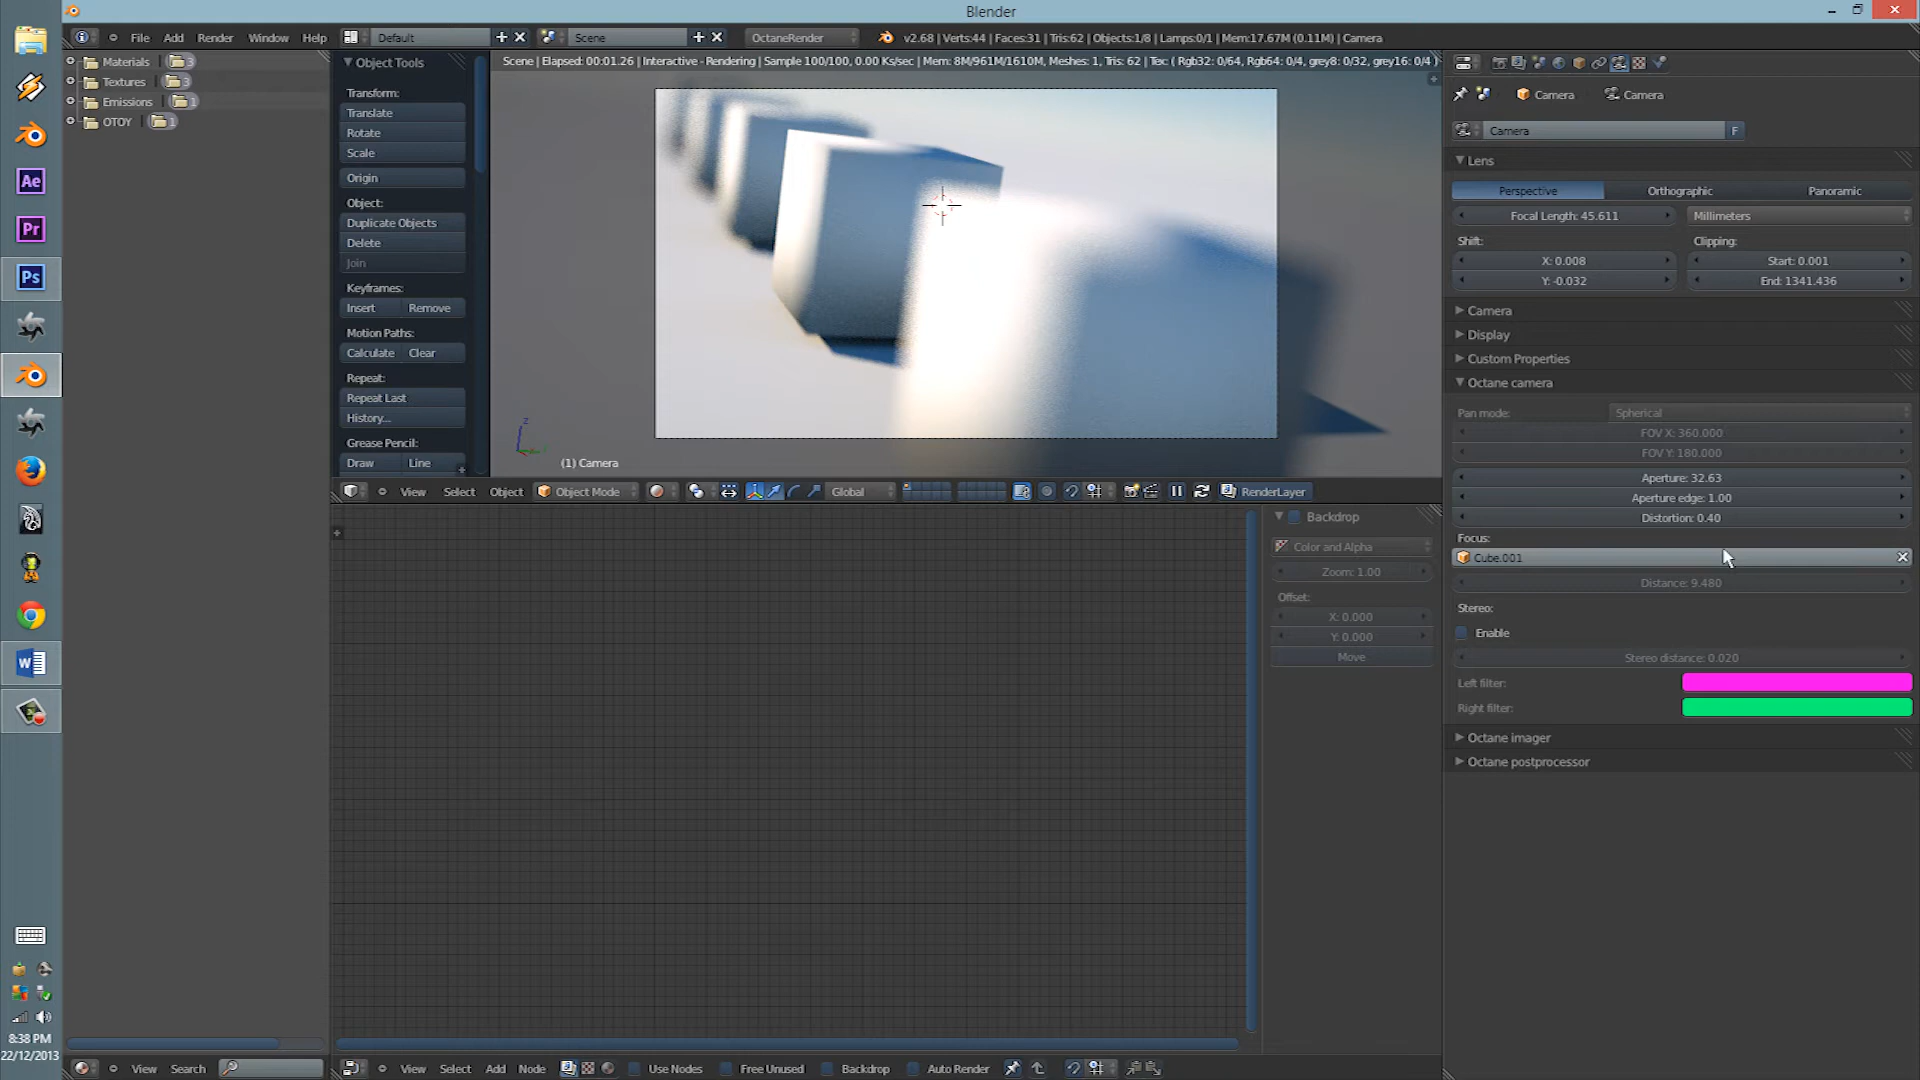 Blender
File Add Render Window Help Default Scene OctaneRender v2.68 | Verts:44 | Faces:31 | Tris:62 | Objects:1/8 | Lamps:0/1 | Mem:17.67M (0.11M) | Camera
Materials 3
Textures 3
Emissions 1
OTOY 1
Object Tools
Transform:
Translate
Rotate
Scale
Origin
Object:
Duplicate Objects
Delete
Join
Keyframes:
Insert Remove
Motion Paths:
Calculate Clear
Repeat:
Repeat Last
History...
Grease Pencil:
Draw Line
Scene | Elapsed: 00:01.26 | Interactive - Rendering | Sample 100/100, 0.00 Ks/sec | Mem: 8M/961M/1610M, Meshes: 1, Tris: 62 | Tex: ( Rgb32: 0/64, Rgb64: 0/4, grey8: 0/32, grey16: 0/4 )
(1) Camera
View Select Object Object Mode Global RenderLayer
Backdrop
Color and Alpha
Zoom: 1.00
Offset:
X: 0.000
Y: 0.000
Move
Camera Camera
Camera F
Lens
Perspective Orthographic Panoramic
Focal Length: 45.611 Millimeters
Shift: Clipping:
X: 0.008 Start: 0.001
Y: -0.032 End: 1341.436
Camera
Display
Custom Properties
Octane camera
Pan mode: Spherical
FOV X: 360.000
FOV Y: 180.000
Aperture: 32.63
Aperture edge: 1.00
Distortion: 0.40
Focus:
Cube.001
Distance: 9.480
Stereo:
Enable
Stereo distance: 0.020
Left filter:
Right filter:
Octane imager
Octane postprocessor
Ae
Pr
Ps
W
8:38 PM
22/12/2013
View Search
View Select Add Node Use Nodes Free Unused Backdrop Auto Render